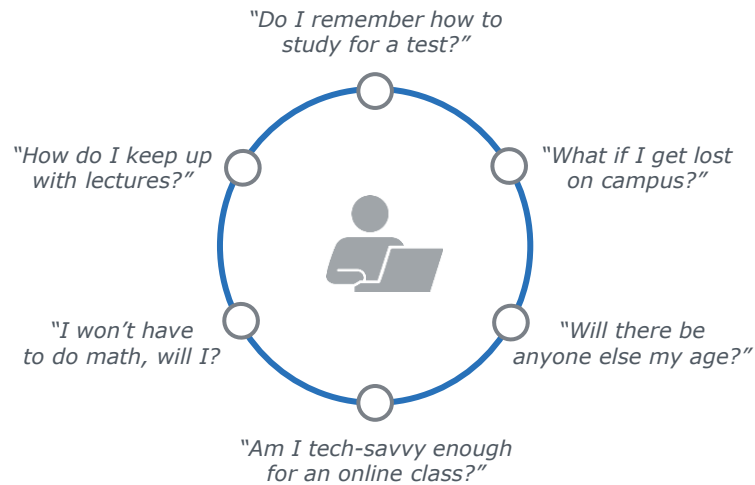 “Do I remember how to
study for a test?”
“What if I get lost
on campus?”
“Will there be
anyone else my age?”
“Am I tech-savvy enough
for an online class?”
“I won’t have
to do math, will I?
“How do I keep up
with lectures?”